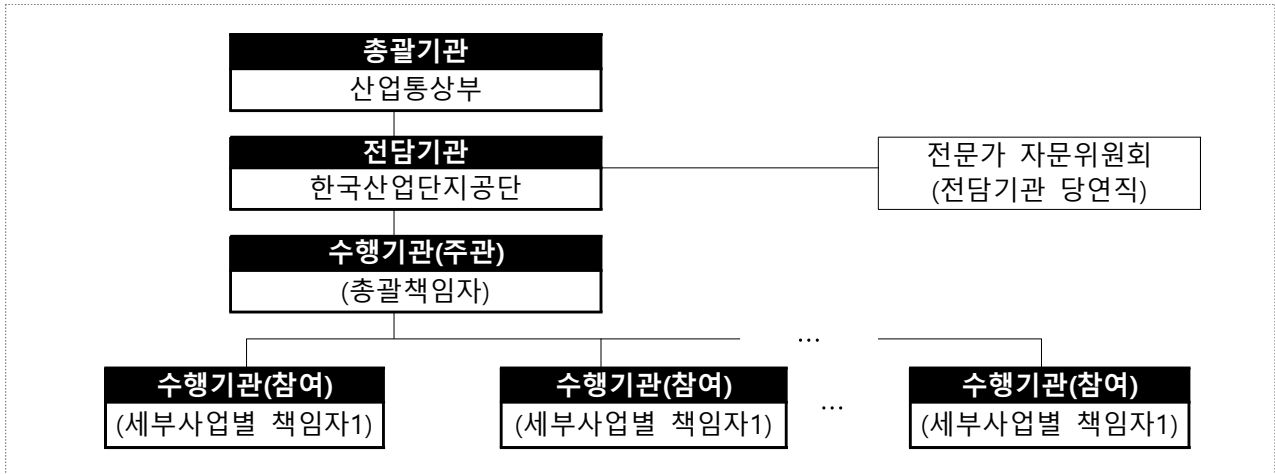 총괄기관
산업통상부
전담기관
한국산업단지공단
전문가 자문위원회
(전담기관 당연직)
수행기관(주관)
(총괄책임자)
...
수행기관(참여)
(세부사업별 책임자1)
수행기관(참여)
(세부사업별 책임자1)
...
수행기관(참여)
(세부사업별 책임자1)